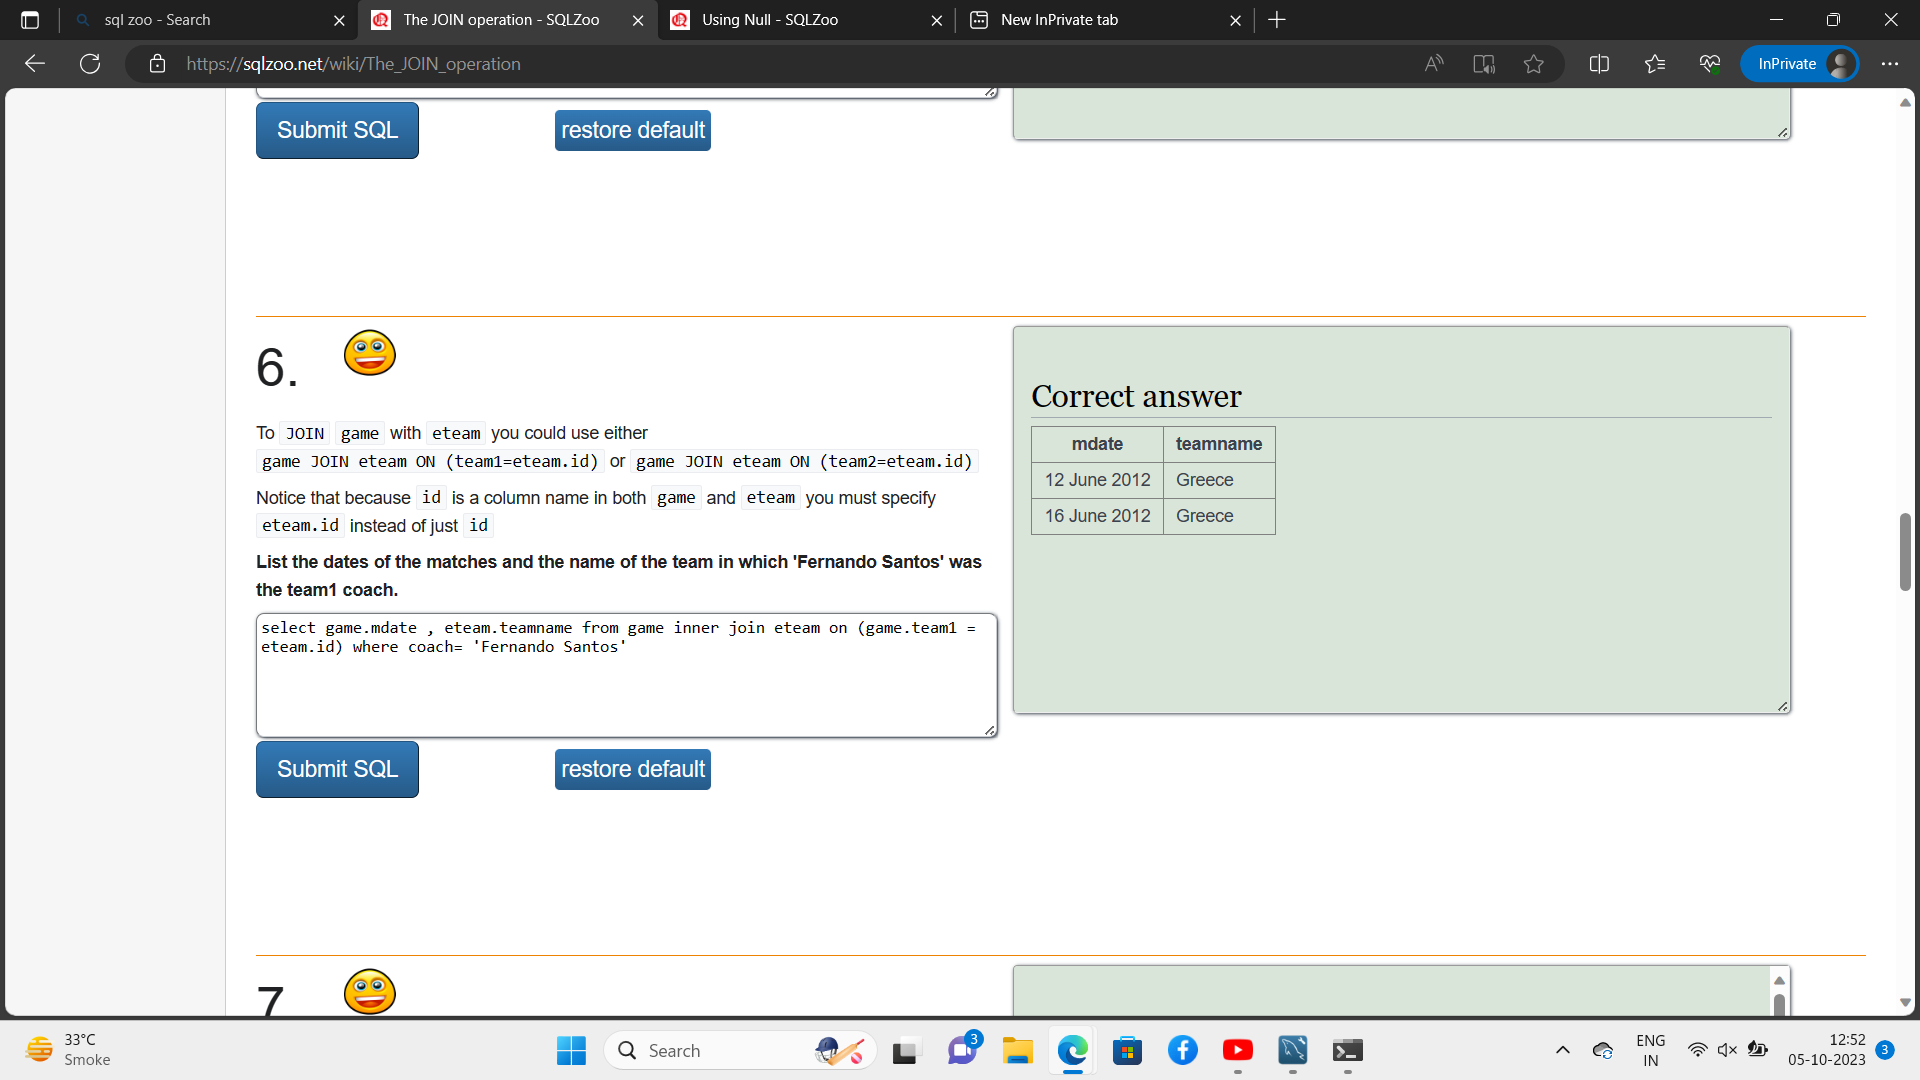 sql zoo - Search
The JOIN operation - SQLZoo
Using Null - SQLZoo
New InPrivate tab
https://sqlzoo.net/wiki/The_JOIN_operation
InPrivate
Submit SQL
restore default
6.
To JOIN game with eteam you could use either
game JOIN eteam ON (team1=eteam.id) or game JOIN eteam ON (team2=eteam.id)
Notice that because id is a column name in both game and eteam you must specify
eteam.id instead of just id
List the dates of the matches and the name of the team in which 'Fernando Santos' was
the team1 coach.
select game.mdate , eteam.teamname from game inner join eteam on (game.team1 =
eteam.id) where coach= 'Fernando Santos'
Submit SQL
restore default
Correct answer
mdate teamname
12 June 2012 Greece
16 June 2012 Greece
7
33°C
Smoke
Search
3
ENG
IN
12:52
05-10-2023
3